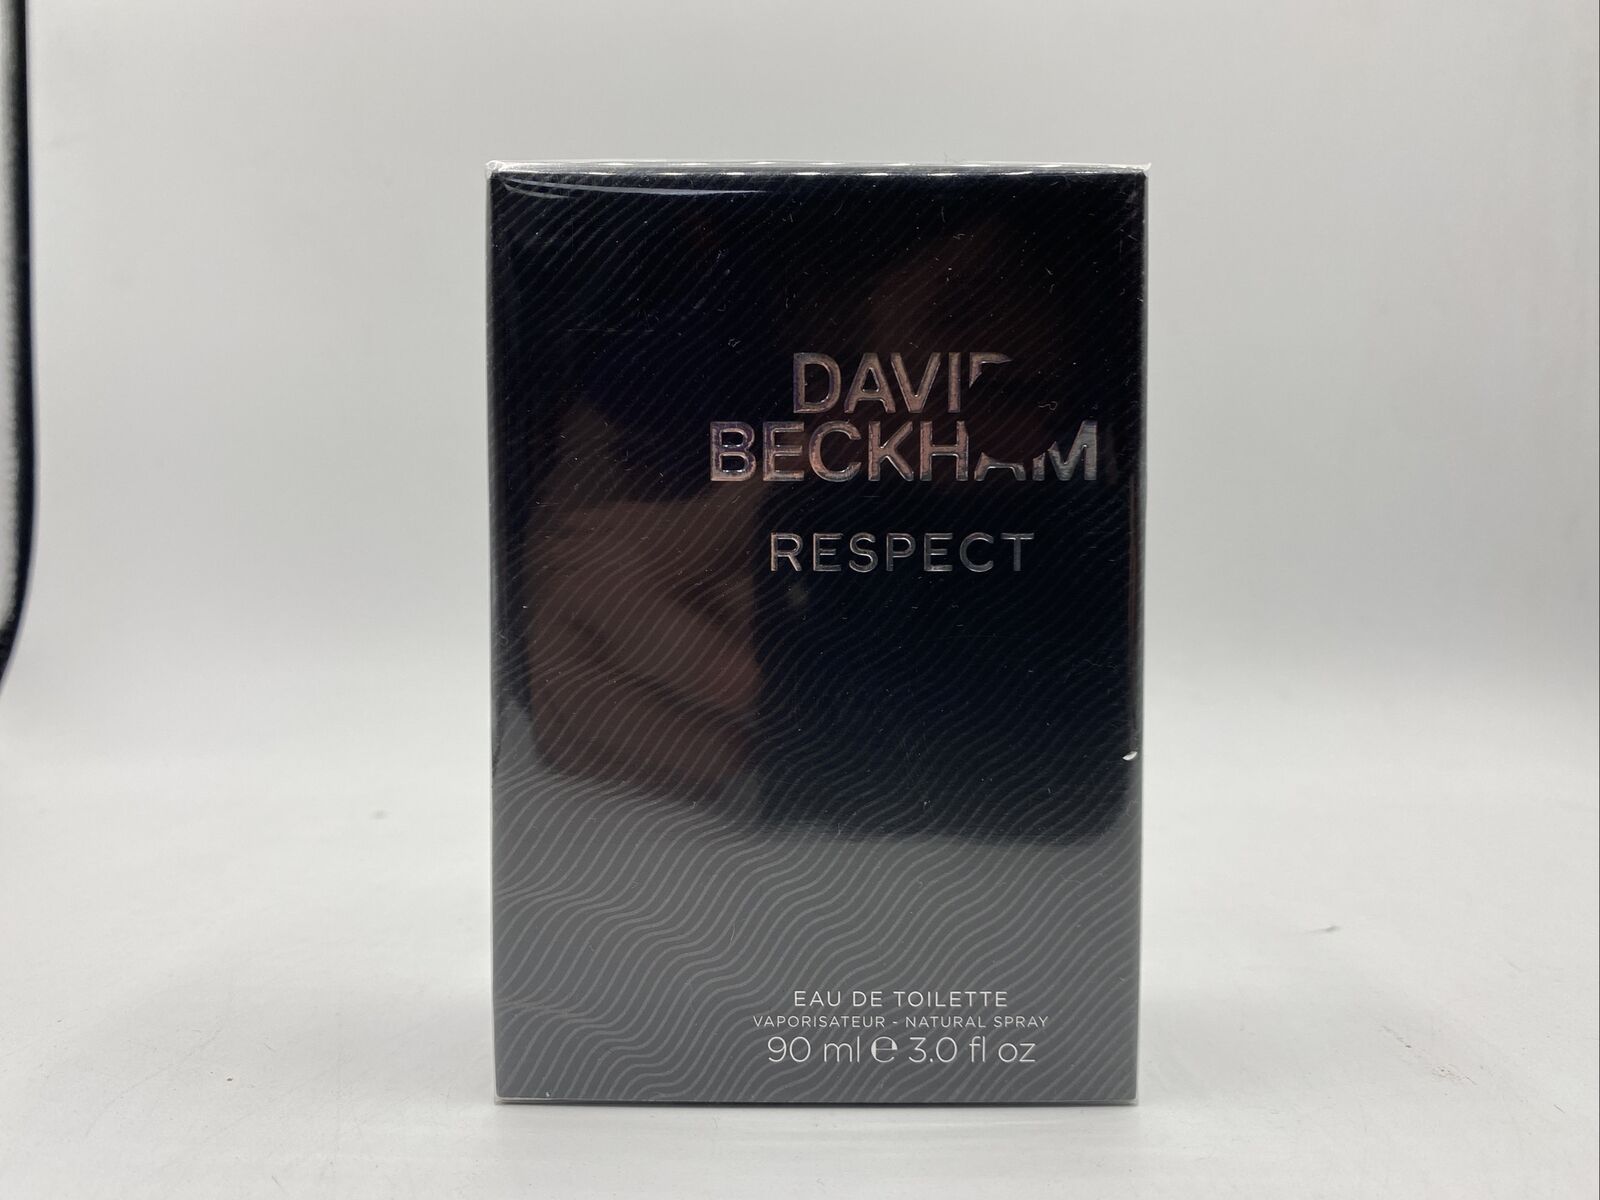 DAVID
BECKHAM
RESPECT
EAU DE TOILETTE
VAPORISATEUR - NATURAL SPRAY
90 ml ℮ 3.0 fl oz